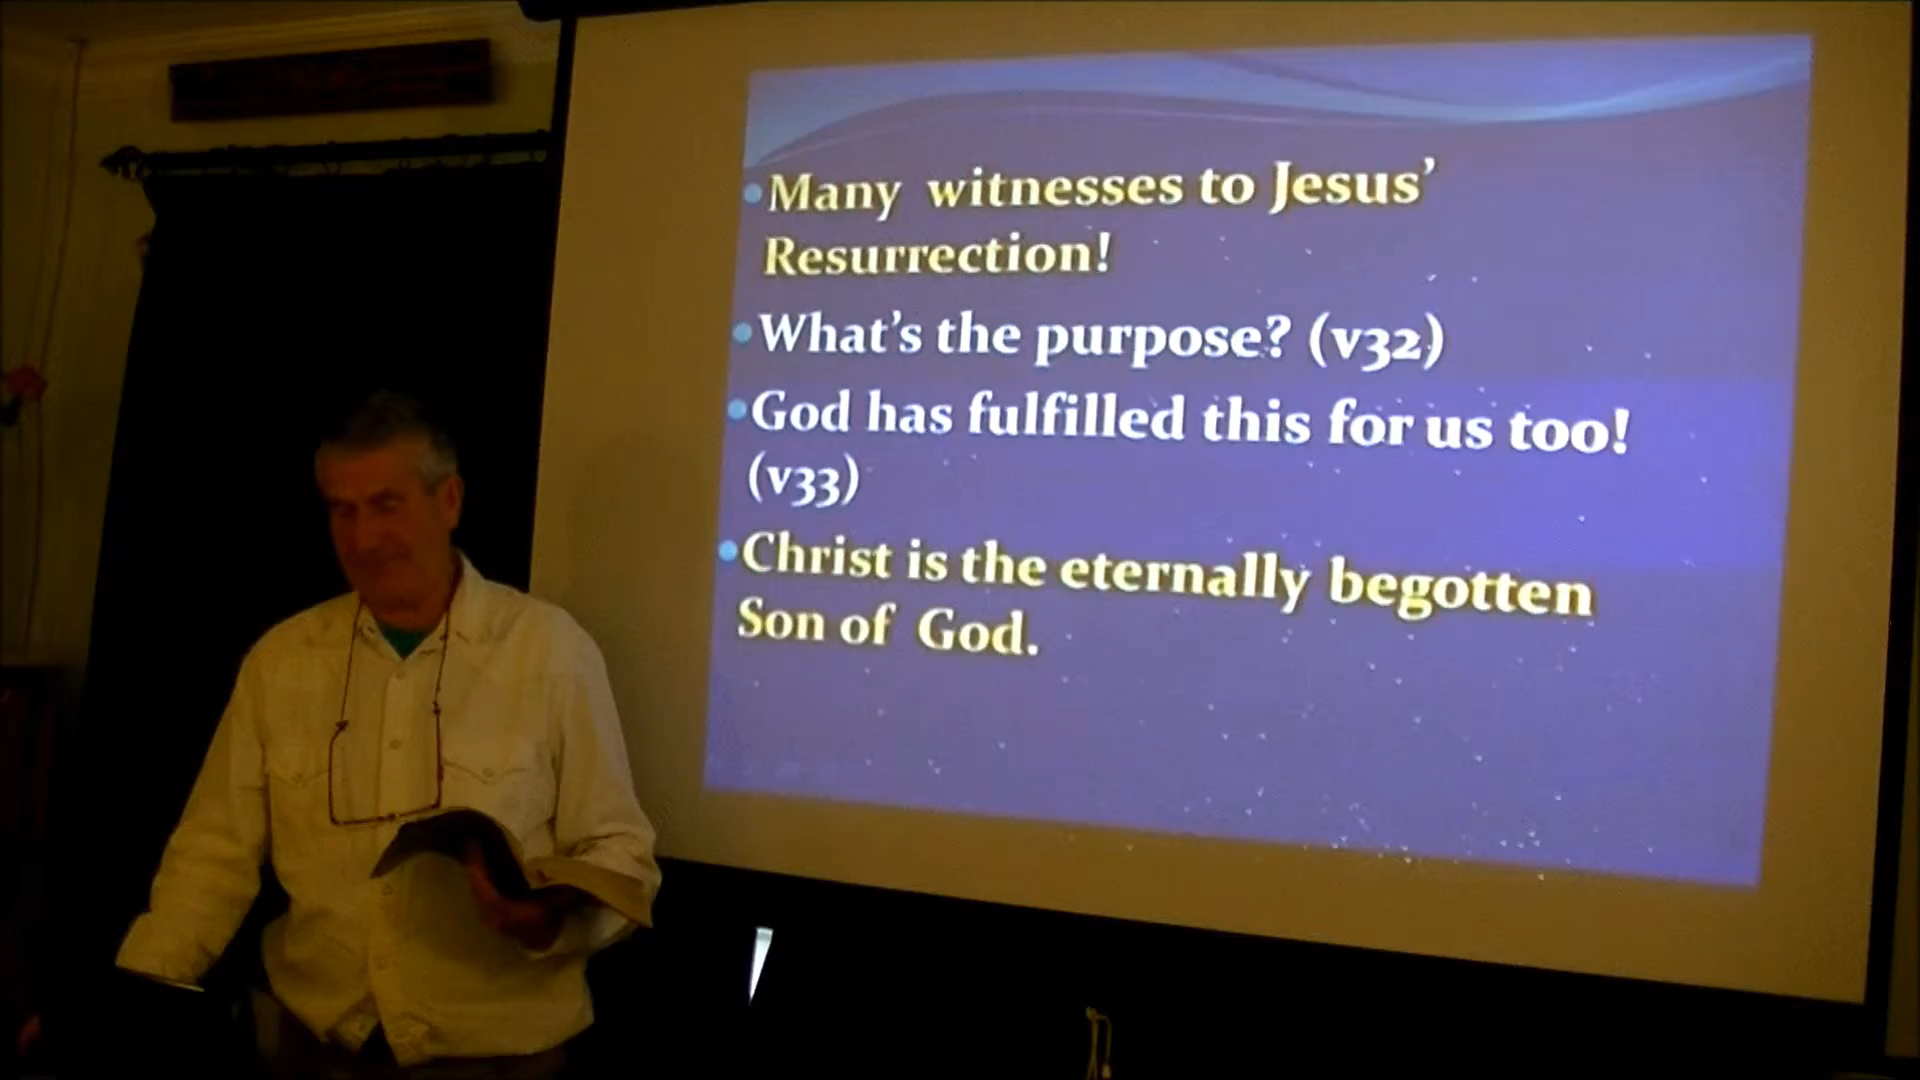 •Many witnesses to Jesus’
Resurrection!
•What’s the purpose? (v32)
•God has fulfilled this for us too!
(v33)
•Christ is the eternally begotten
Son of God.